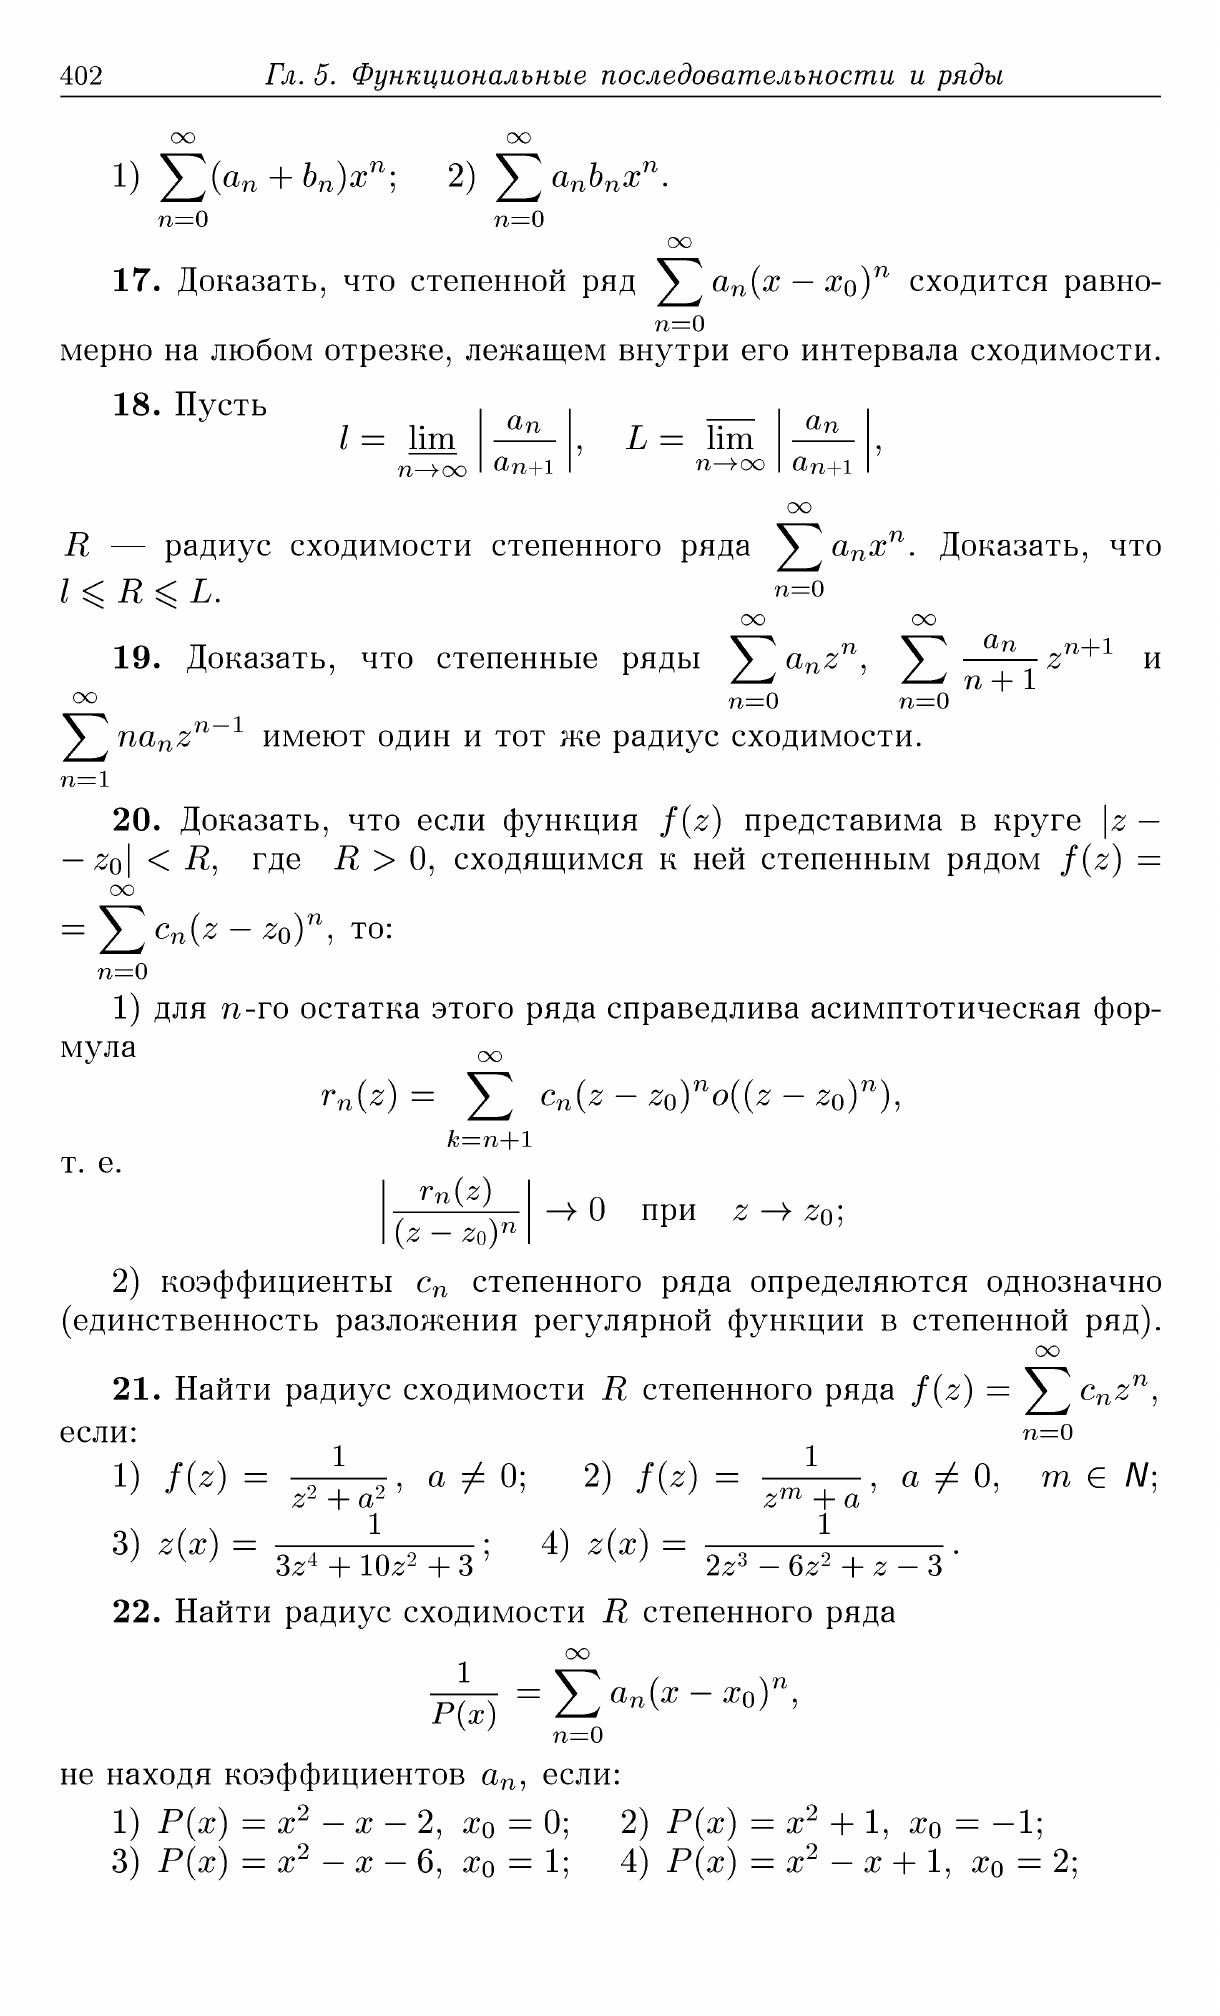 402 Гл. 5. Функциональные последовательности и ряды
1) $\sum_{n=0}^{\infty}(a_n + b_n)x^n$; 2) $\sum_{n=0}^{\infty} a_n b_n x^n$.
17. Доказать, что степенной ряд $\sum_{n=0}^{\infty} a_n(x - x_0)^n$ сходится равно-
мерно на любом отрезке, лежащем внутри его интервала сходимости.
18. Пусть
$l = \varliminf_{n\to\infty} \left|\frac{a_n}{a_{n+1}}\right|, \quad L = \varlimsup_{n\to\infty} \left|\frac{a_n}{a_{n+1}}\right|,$
R — радиус сходимости степенного ряда $\sum_{n=0}^{\infty} a_n x^n$. Доказать, что
$l \leqslant R \leqslant L$.
19. Доказать, что степенные ряды $\sum_{n=0}^{\infty} a_n z^n$, $\sum_{n=0}^{\infty} \frac{a_n}{n+1} z^{n+1}$ и
$\sum_{n=1}^{\infty} n a_n z^{n-1}$ имеют один и тот же радиус сходимости.
20. Доказать, что если функция $f(z)$ представима в круге $|z -$
$- z_0| < R$, где $R > 0$, сходящимся к ней степенным рядом $f(z) =$
$= \sum_{n=0}^{\infty} c_n(z - z_0)^n$, то:
1) для n-го остатка этого ряда справедлива асимптотическая фор-
мула
$r_n(z) = \sum_{k=n+1}^{\infty} c_n(z - z_0)^n o((z - z_0)^n),$
т. е.
$\left|\frac{r_n(z)}{(z - z_0)^n}\right| \to 0$ при $z \to z_0$;
2) коэффициенты $c_n$ степенного ряда определяются однозначно
(единственность разложения регулярной функции в степенной ряд).
21. Найти радиус сходимости R степенного ряда $f(z) = \sum_{n=0}^{\infty} c_n z^n$,
если:
1) $f(z) = \frac{1}{z^2 + a^2}$, $a \neq 0$; 2) $f(z) = \frac{1}{z^m + a}$, $a \neq 0$, $m \in N$;
3) $z(x) = \frac{1}{3z^4 + 10z^2 + 3}$; 4) $z(x) = \frac{1}{2z^3 - 6z^2 + z - 3}$.
22. Найти радиус сходимости R степенного ряда
$\frac{1}{P(x)} = \sum_{n=0}^{\infty} a_n(x - x_0)^n,$
не находя коэффициентов $a_n$, если:
1) $P(x) = x^2 - x - 2$, $x_0 = 0$; 2) $P(x) = x^2 + 1$, $x_0 = -1$;
3) $P(x) = x^2 - x - 6$, $x_0 = 1$; 4) $P(x) = x^2 - x + 1$, $x_0 = 2$;